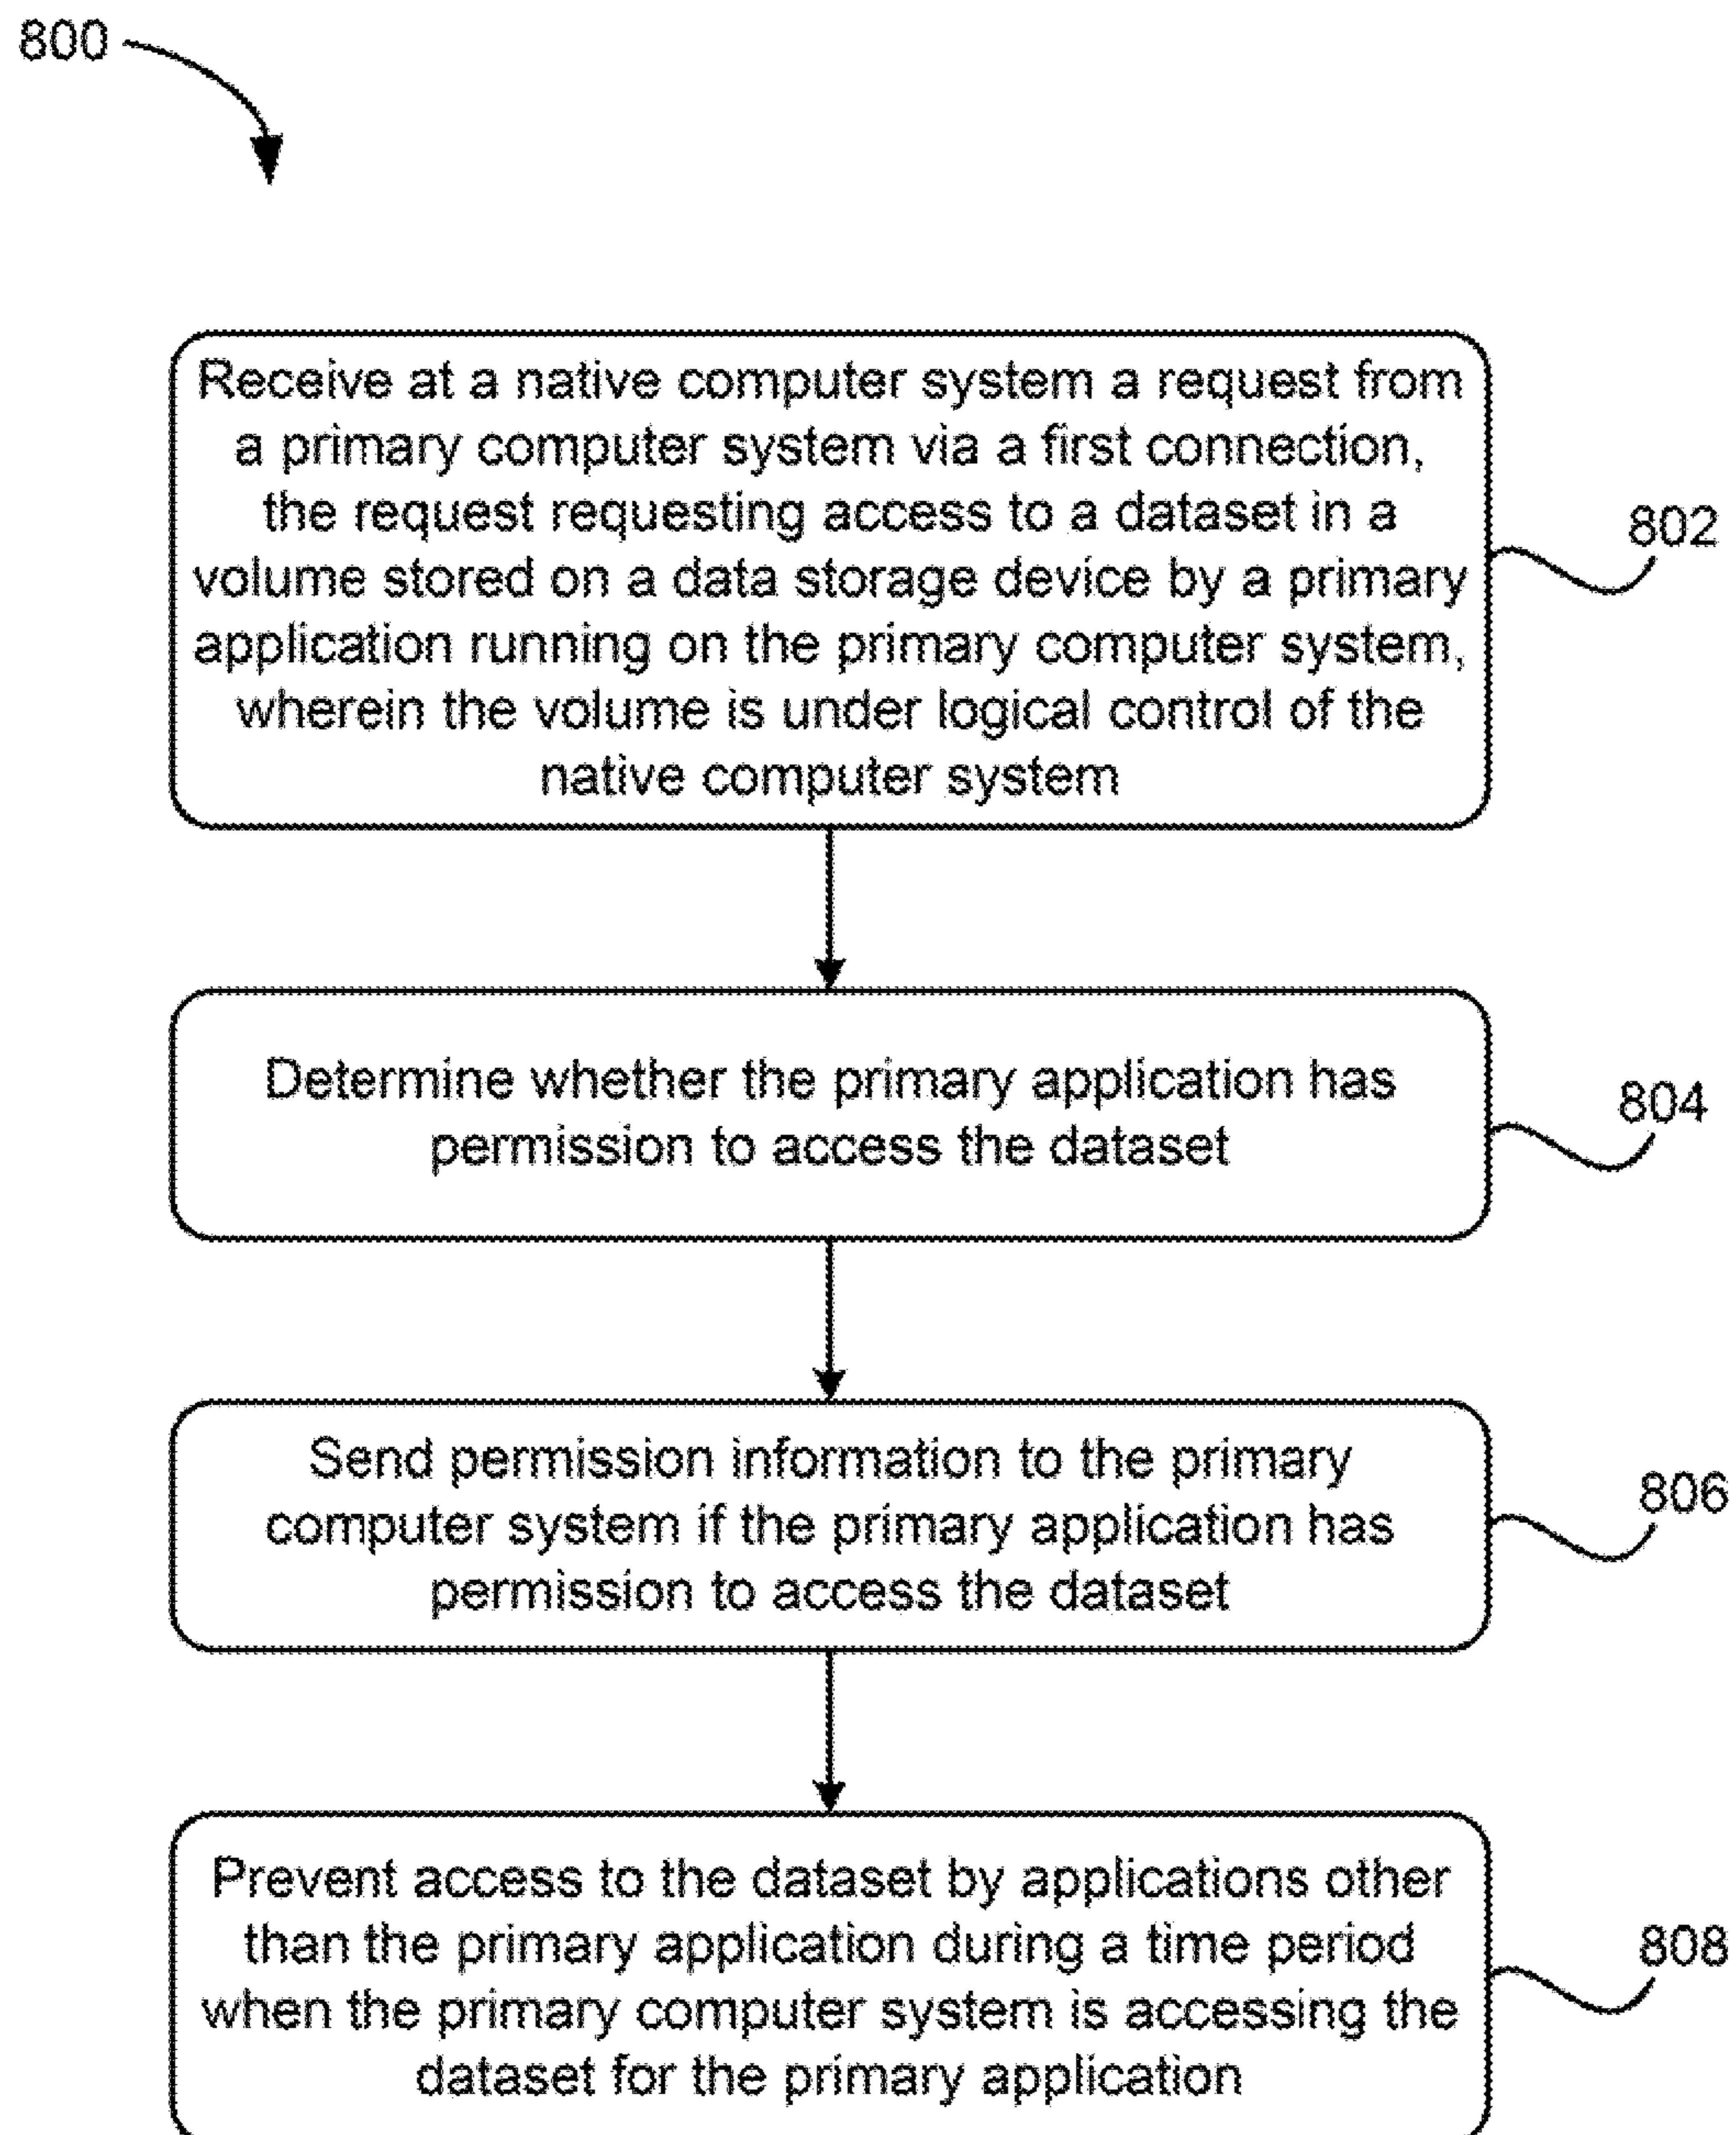 800
Receive at a native computer system a request from
a primary computer system via a first connection,
the request requesting access to a dataset in a
volume stored on a data storage device by a primary
application running on the primary computer system,
wherein the volume is under logical control of the
native computer system
802
Determine whether the primary application has
permission to access the dataset
804
Send permission information to the primary
computer system if the primary application has
permission to access the dataset
806
Prevent access to the dataset by applications other
than the primary application during a time period
when the primary computer system is accessing the
dataset for the primary application
808